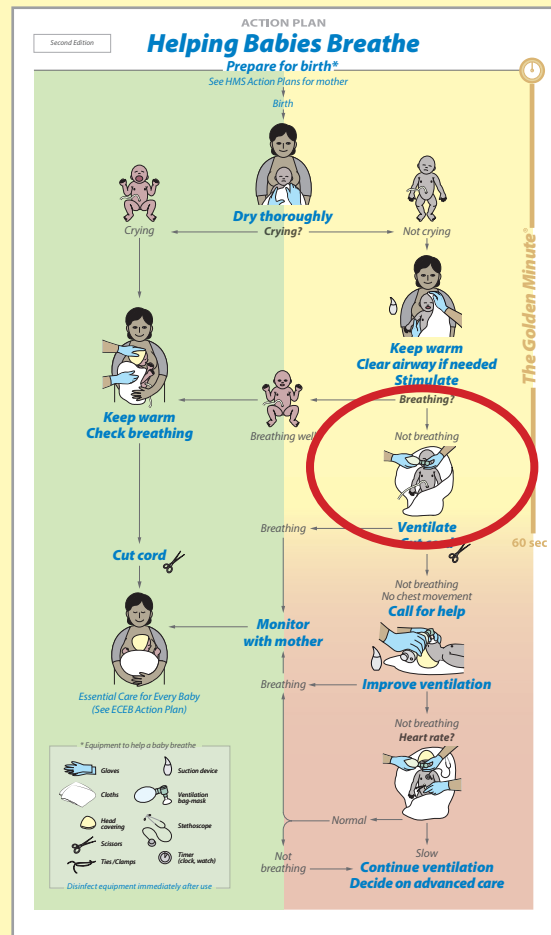 ACTION PLAN
Second Edition
Helping Babies Breathe
Prepare for birth*
See HMS Action Plans for mother
Birth
Dry thoroughly
Crying
Crying?
Not crying
The Golden Minute®
Keep warm
Clear airway if needed
Stimulate
Breathing?
Keep warm
Check breathing
Breathing well
Not breathing
Breathing
Ventilate
60 sec
Cut cord
Not breathing
No chest movement
Call for help
Monitor
with mother
Essential Care for Every Baby
(See ECEB Action Plan)
Breathing
Improve ventilation
Not breathing
Heart rate?
* Equipment to help a baby breathe
Gloves
Suction device
Cloths
Ventilation
bag-mask
Head
covering
Stethoscope
Scissors
Ties/Clamps
Timer
(clock, watch)
Disinfect equipment immediately after use
Normal
Not
breathing
Slow
Continue ventilation
Decide on advanced care